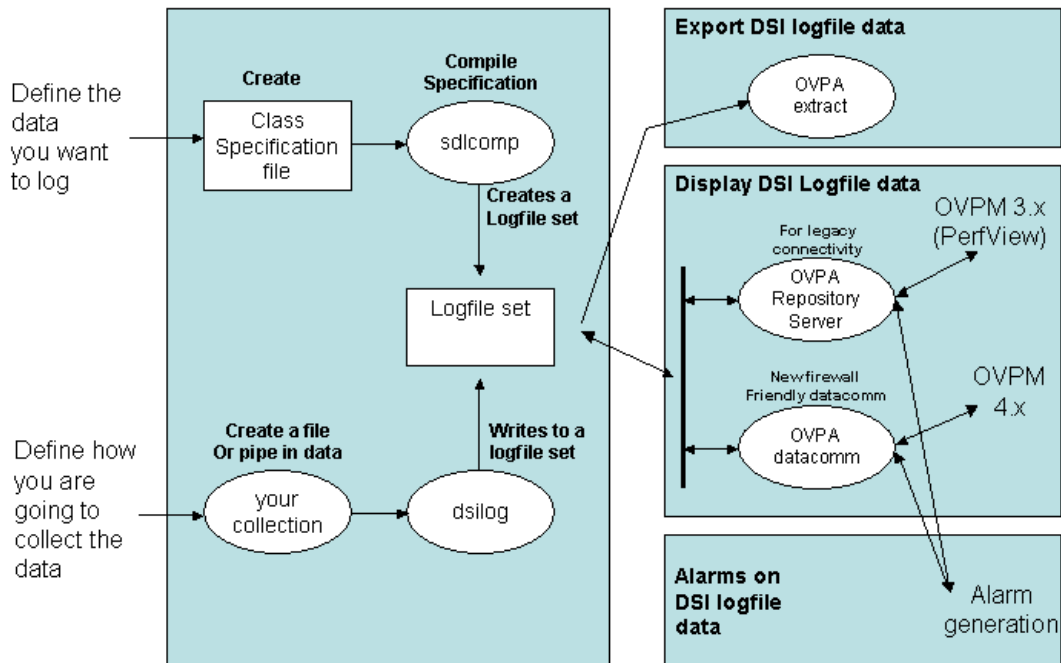 Define the
data
you want
to log
Create
Class
Specification
file
Compile
Specification
sdlcomp
Creates a
Logfile set
Logfile set
Define how
you are
going to
collect the
data
Create a file
Or pipe in data
your
collection
Writes to a
logfile set
dsilog
Export DSI logfile data
OVPA
extract
Display DSI Logfile data
For legacy
connectivity
OVPA
Repository
Server
OVPM 3.x
(PerfView)
New firewall
Friendly datacomm
OVPA
datacomm
OVPM
4.x
Alarms on
DSI logfile
data
Alarm
generation